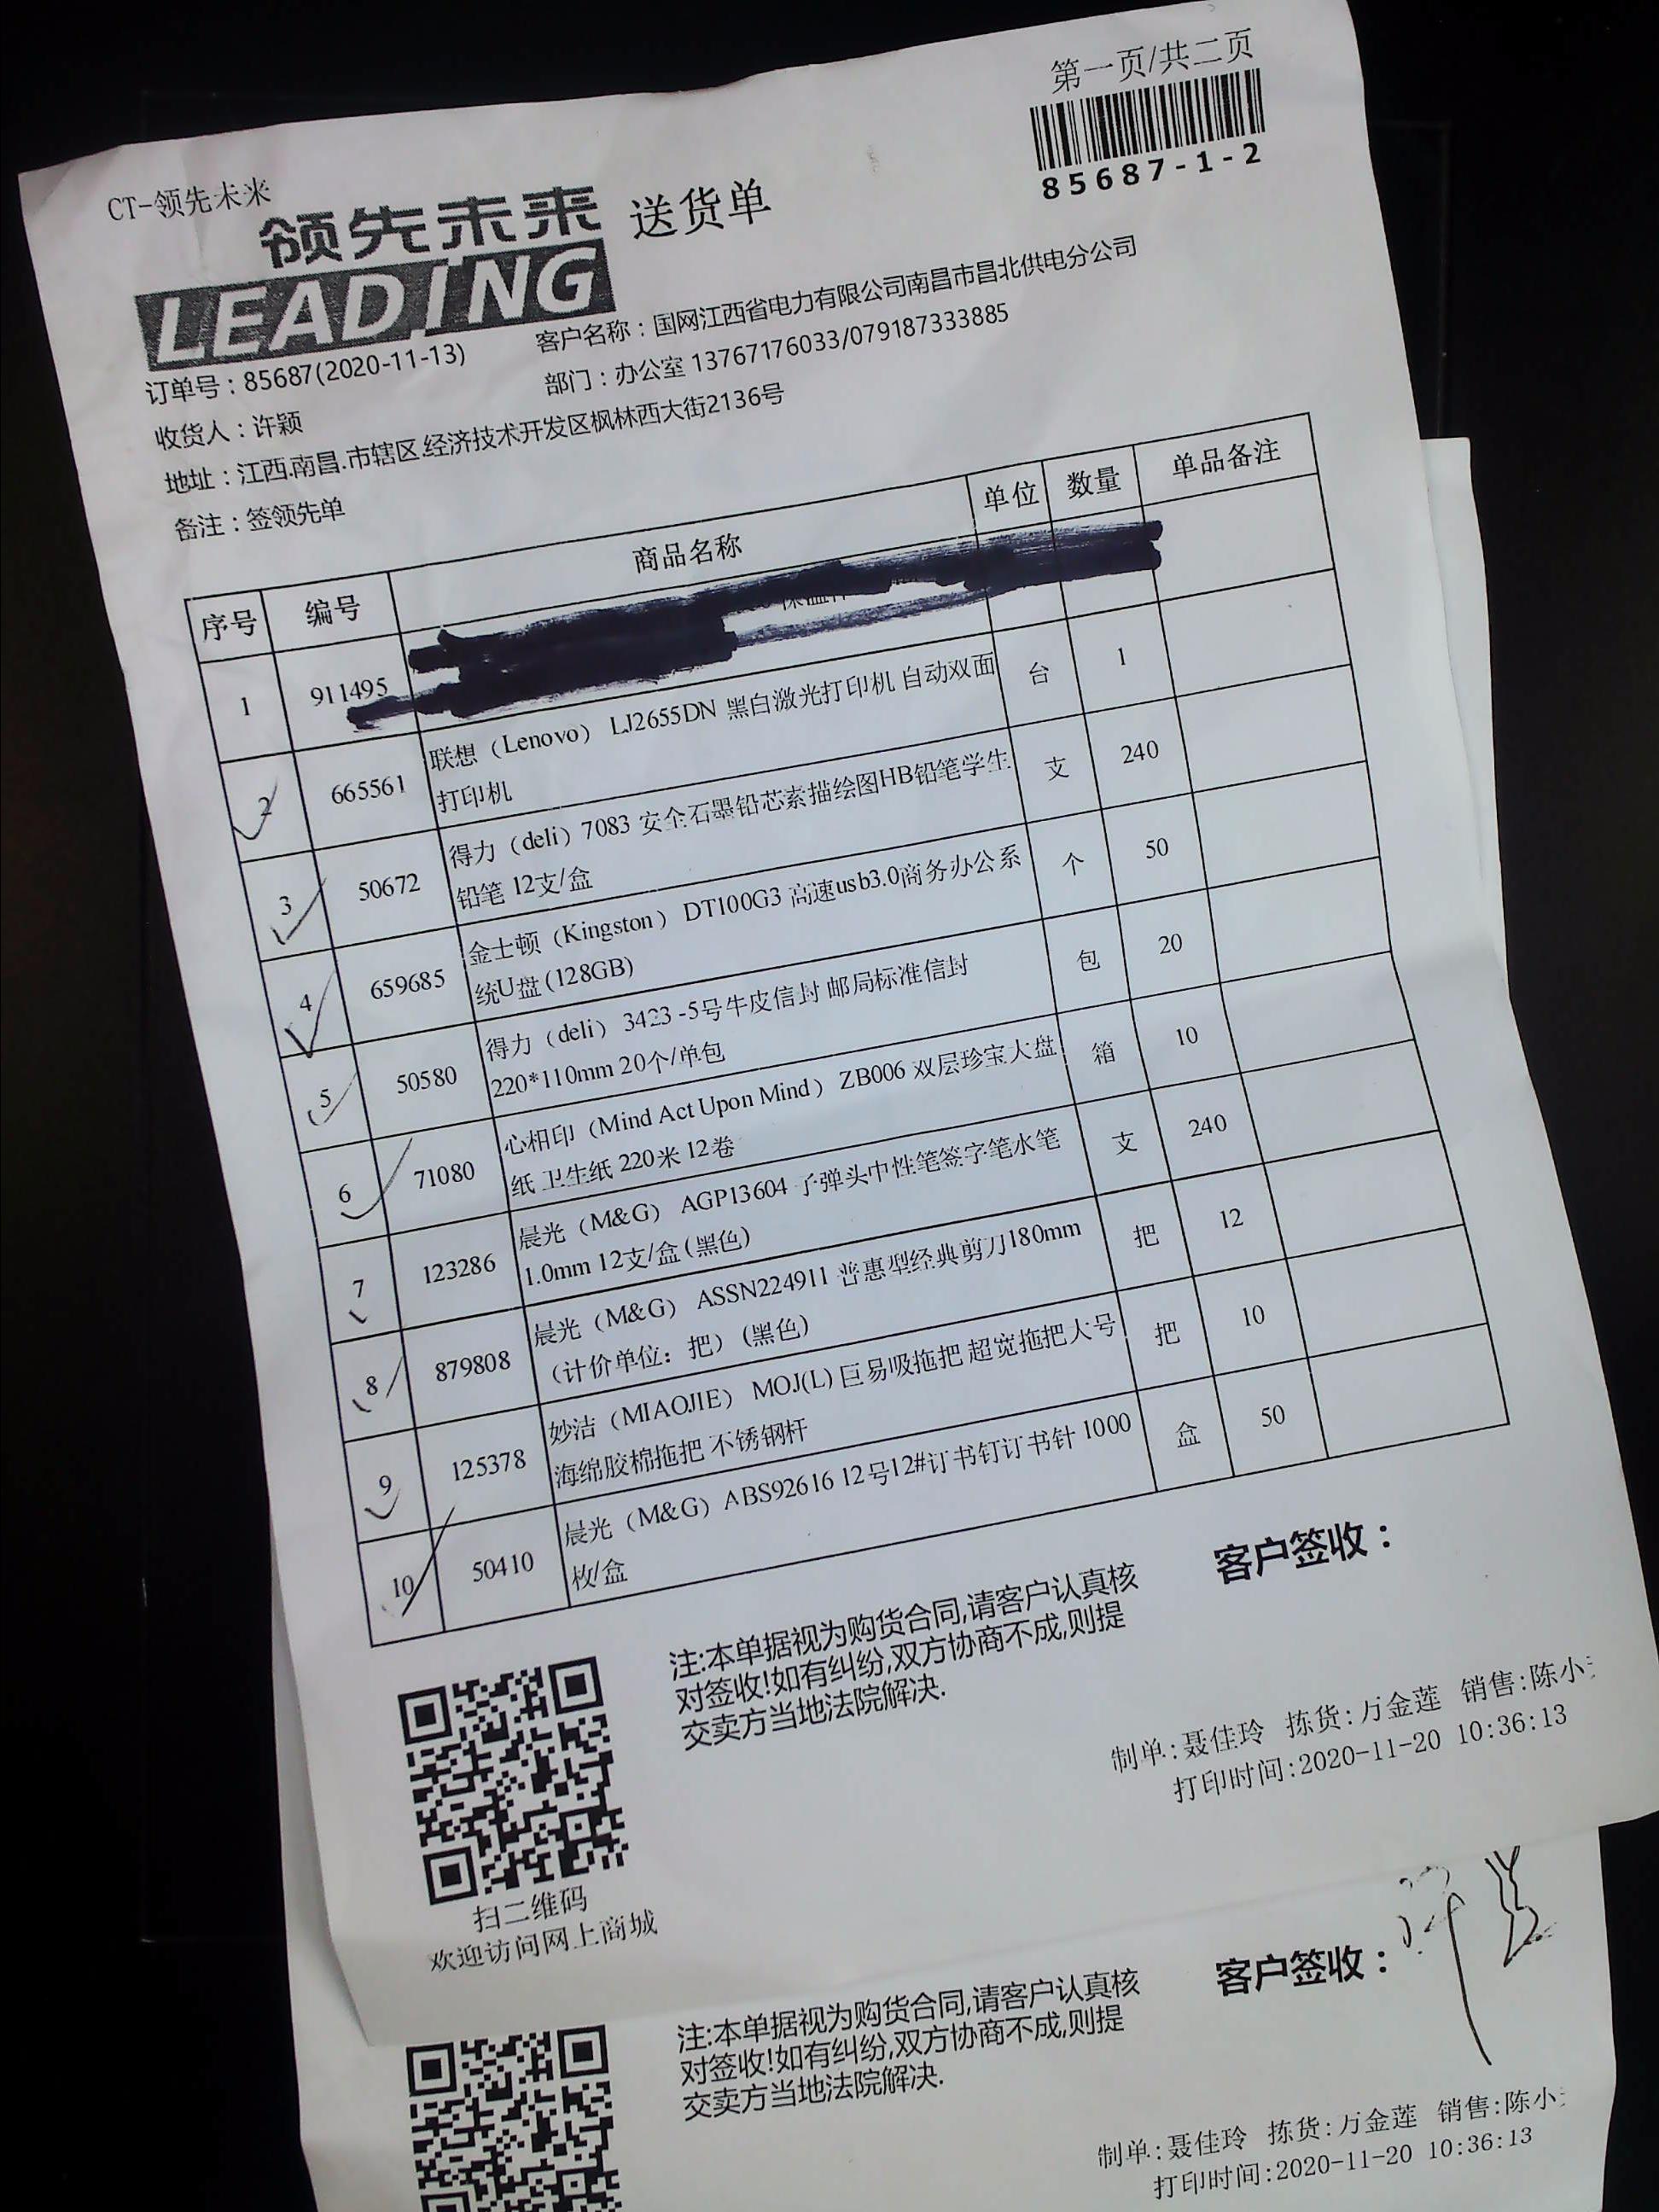 第一页/共二页
85687-1-2
CT-领先未来
领先未来
LEADING
送货单
订单号：85687(2020-11-13)
客户名称：国网江西省电力有限公司南昌市昌北供电分公司
收货人：许颖
部门：办公室 13767176033/079187333885
地址：江西.南昌.市辖区.经济技术开发区枫林西大街2136号
备注：签领先单
序号 编号 商品名称 单位 数量 单品备注
1 911495
2 665561 联想（Lenovo） LJ2655DN 黑白激光打印机 自动双面 台 1
打印机
3 50672 得力（deli）7083 安全石墨铅芯素描绘图HB铅笔学生 支 240
铅笔 12支/盒
4 659685 金士顿（Kingston） DT100G3 高速usb3.0商务办公系 个 50
统U盘(128GB)
5 50580 得力（deli）3423 -5号牛皮信封 邮局标准信封 包 20
220*110mm 20个/单包
6 71080 心相印（Mind Act Upon Mind）ZB006 双层珍宝大盘 箱 10
纸 卫生纸 220米 12卷
7 123286 晨光（M&G） AGP13604 子弹头中性笔签字笔水笔 支 240
1.0mm 12支/盒(黑色)
8 879808 晨光（M&G） ASSN224911 普惠型经典剪刀180mm 把 12
（计价单位：把）(黑色)
9 125378 妙洁（MIAOJIE） MOJ(L) 巨易吸拖把 超宽拖把大号 把 10
海绵胶棉拖把 不锈钢杆
10 50410 晨光（M&G）ABS92616 12号12#订书钉订书针 1000 盒 50
枚/盒
注:本单据视为购货合同,请客户认真核
对签收!如有纠纷,双方协商不成,则提
交卖方当地法院解决.
客户签收：
制单:聂佳玲 拣货:万金莲 销售:陈小
打印时间:2020-11-20 10:36:13
扫二维码
欢迎访问网上商城
注:本单据视为购货合同,请客户认真核
对签收!如有纠纷,双方协商不成,则提
交卖方当地法院解决.
客户签收：
制单:聂佳玲 拣货:万金莲 销售:陈小
打印时间:2020-11-20 10:36:13